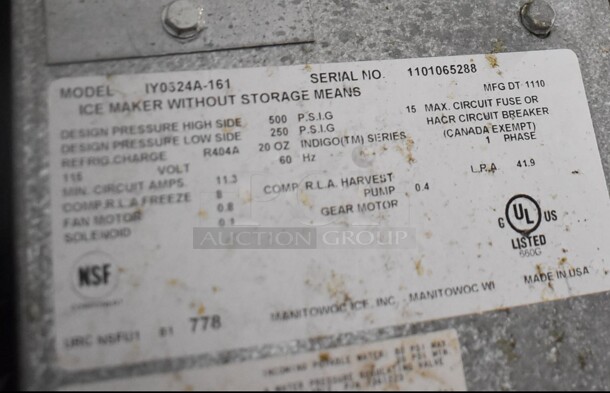 MODEL IY0324A-161 SERIAL NO. 1101065288
ICE MAKER WITHOUT STORAGE MEANS MFG DT 1110
DESIGN PRESSURE HIGH SIDE 500 P.S.I.G 15 MAX. CIRCUIT FUSE OR
DESIGN PRESSURE LOW SIDE 250 P.S.I.G HACR CIRCUIT BREAKER
REFRIG.CHARGE R404A 20 OZ INDIGO(TM) SERIES (CANADA EXEMPT)
115 VOLT 60 Hz 1 PHASE
MIN. CIRCUIT AMPS. 11.3
COMP.R.L.A. FREEZE 8 COMP R.L.A. HARVEST L.R.A 41.9
FAN MOTOR 0.8 PUMP 0.4
SOLENOID 0.1 GEAR MOTOR
AUCTION GROUP
C UL US
LISTED
550G
NSF
778
MANITOWOC ICE, INC. MANITOWOC WI MADE IN USA
INCOMING POTABLE WATER: